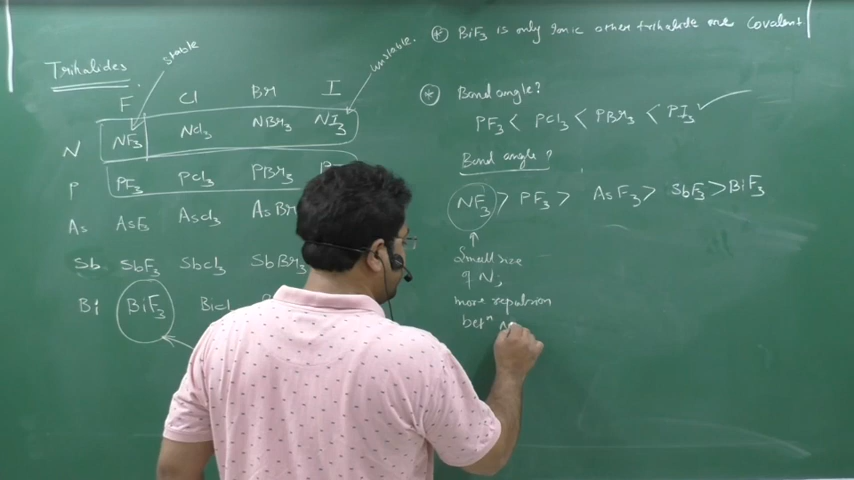 Trihalides
stable
unstable.
F Cl Br I
N NF3 NCl3 NBr3 NI3
P PF3 PCl3 PBr3
As AsF3 AsCl3 AsBr
Sb SbF3 SbCl3 SbBr3
Bi BiF3 BiCl
* BiF3 is only Ionic other trihalide are Covalent.
* Bond angle?
PF3 < PCl3 < PBr3 < PI3 ✓
Bond angle?
NF3 > PF3 > AsF3 > SbF3 > BiF3
Small size
of N;
more repulsion
betn